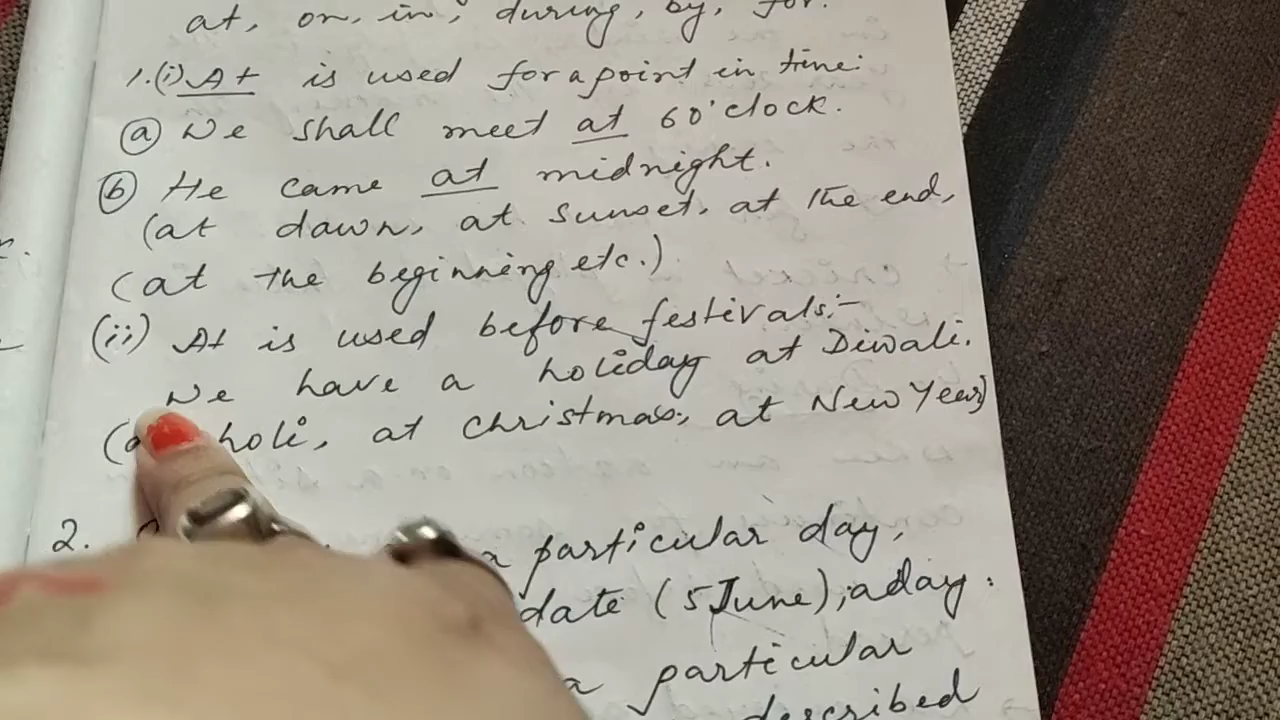 at, on, in, during, by, for.
1.(i) At is used for a point in time:
(a) We shall meet at 6 o'clock.
(b) He came at midnight.
(at dawn, at sunset, at the end,
(at the beginning etc.)
(ii) At is used before festivals:-
We have a holiday at Diwali.
holi, at christmas, at New Year)
2. a particular day,
date (5 June), a day.
a particular
described